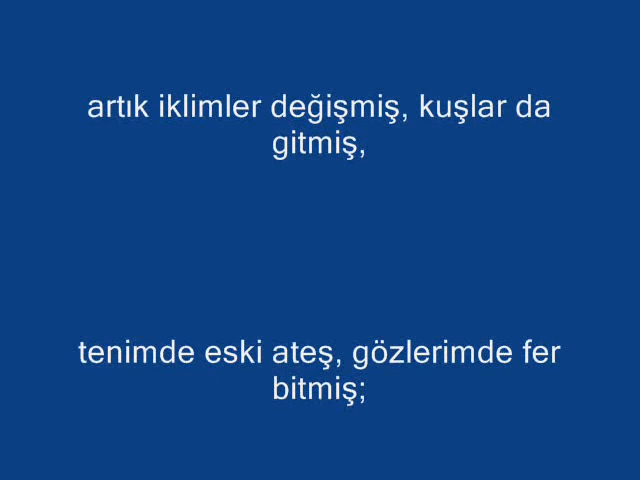 artık iklimler değişmiş, kuşlar da
gitmiş,
tenimde eski ateş, gözlerimde fer
bitmiş;